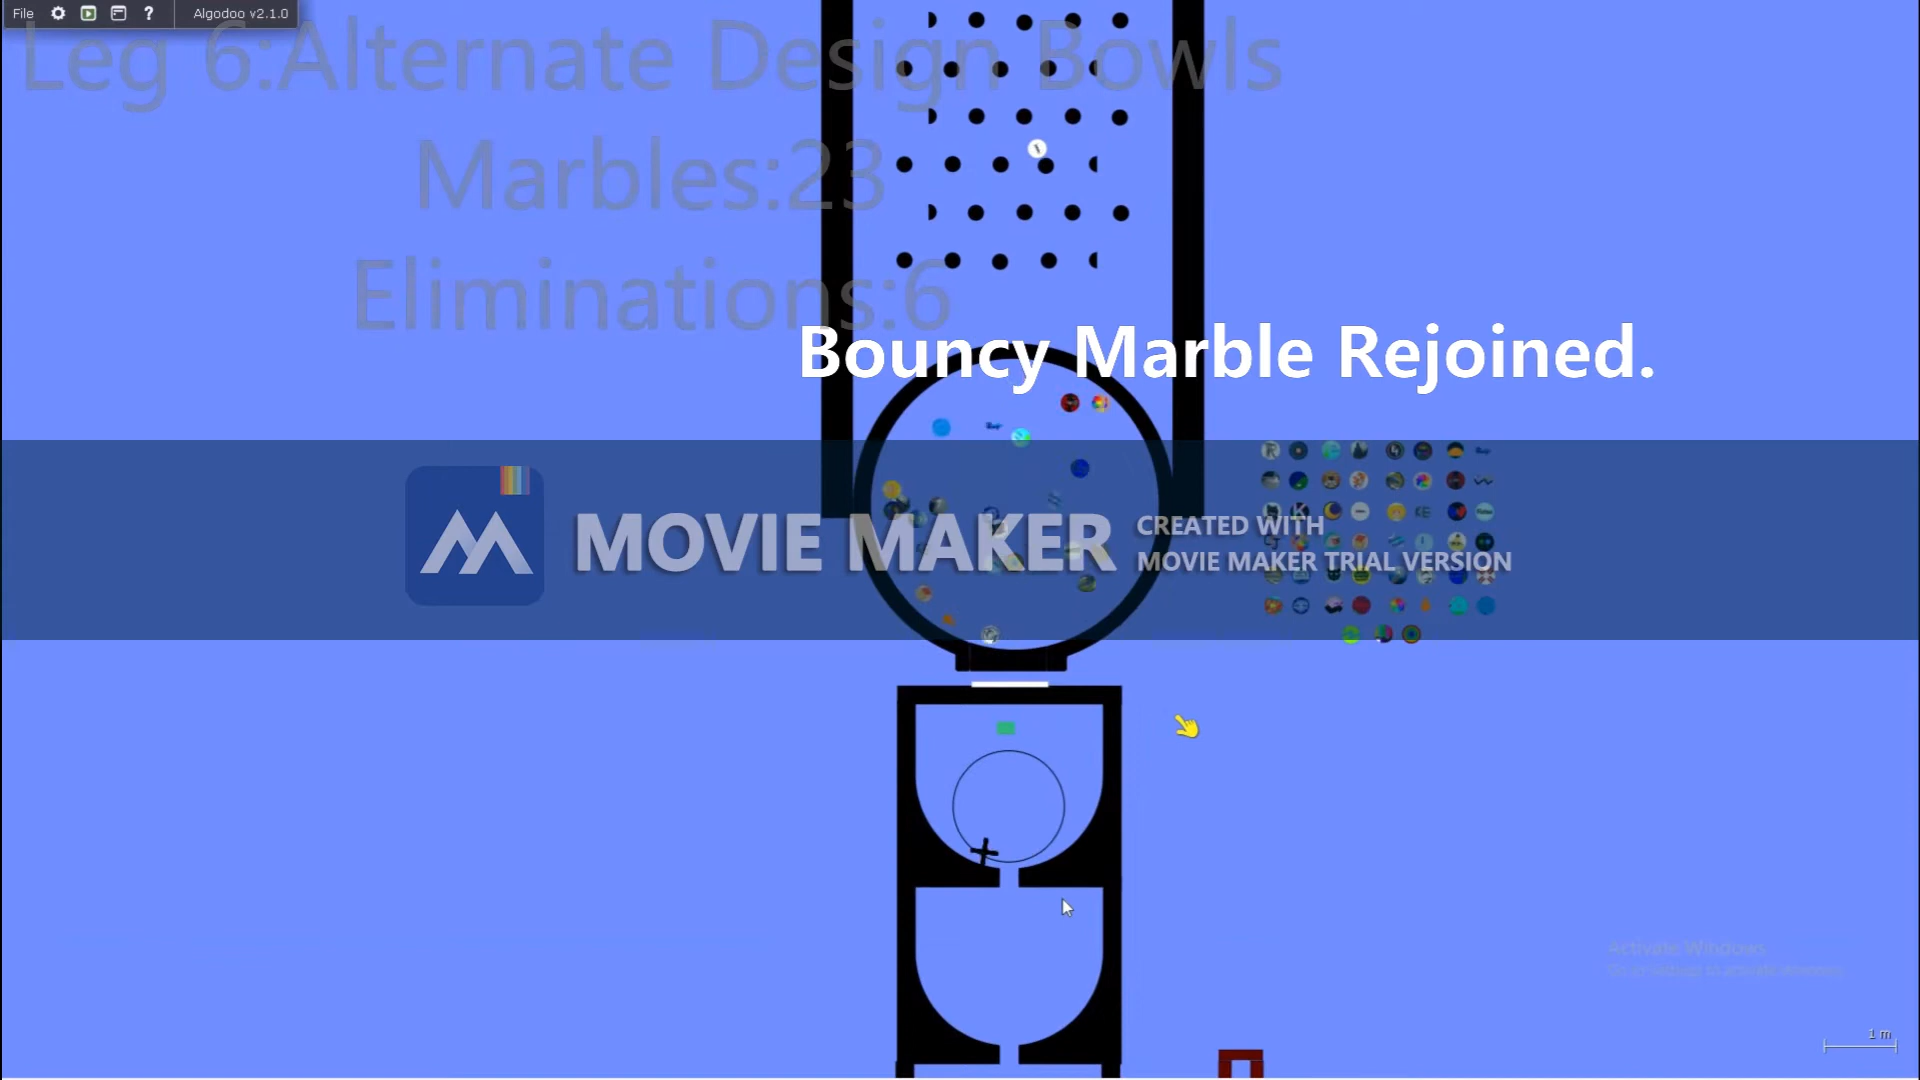 File ? Algodoo v2.1.0
Leg 6:Alternate Design Bowls
Marbles:23
Eliminations:6
Bouncy Marble Rejoined.
MOVIE MAKER
CREATED WITH
MOVIE MAKER TRIAL VERSION
Activate Windows
1 m